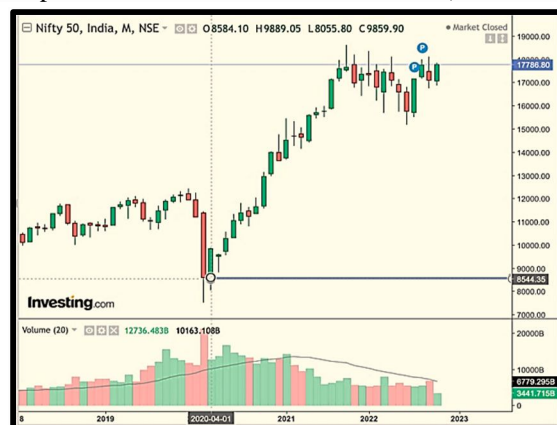 Nifty 50, India, M, NSE O8584.10 H9889.05 L8055.80 C9859.90
Market Closed
19000.00
17786.80
17000.00
16000.00
15000.00
14000.00
13000.00
12000.00
11000.00
10000.00
9000.00
8544.35
8000.00
7000.00
P
P
Investing.com
Volume (20) 12736.483B 10163.108B
20000B
10000B
6779.295B
3441.715B
8
2019
2020-04-01
2021
2022
2023